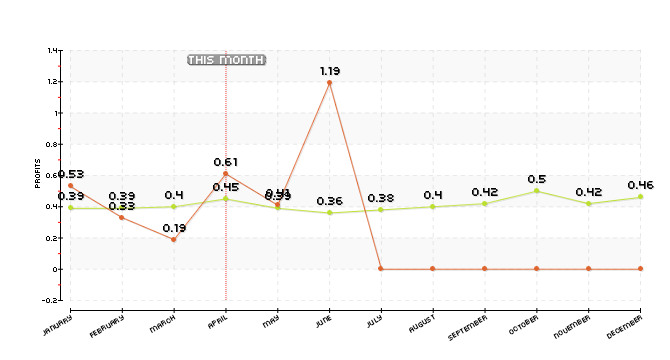 THIS MONTH
1.4
1.2
1
0.8
0.6
0.4
0.2
0
-0.2
PROFITS
0.53
0.33
0.19
0.61
0.41
1.19
0.39
0.39
0.4
0.45
0.39
0.36
0.38
0.4
0.42
0.5
0.42
0.46
JANUARY
FEBRUARY
MARCH
APRIL
MAY
JUNE
JULY
AUGUST
SEPTEMBER
OCTOBER
NOVEMBER
DECEMBER